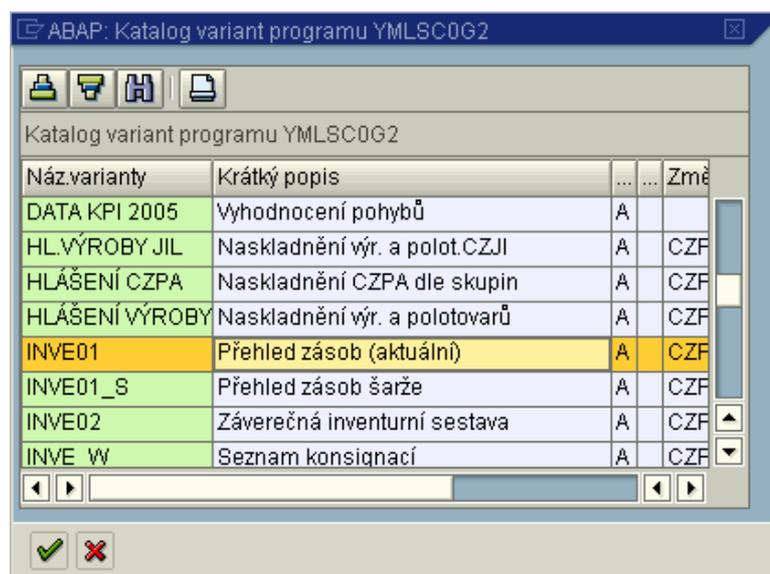 ABAP: Katalog variant programu YMLSC0G2
Katalog variant programu YMLSC0G2
Náz.varianty Krátký popis ... ... Změ
DATA KPI 2005 Vyhodnocení pohybů A
HL.VÝROBY JIL Naskladnění výr. a polot.CZJI A CZF
HLÁŠENÍ CZPA Naskladnění CZPA dle skupin A CZF
HLÁŠENÍ VÝROBY Naskladnění výr. a polotovarů A CZF
INVE01 Přehled zásob (aktuální) A CZF
INVE01_S Přehled zásob šarže A CZF
INVE02 Záverečná inventurní sestava A CZF
INVE_W Seznam konsignací A CZF